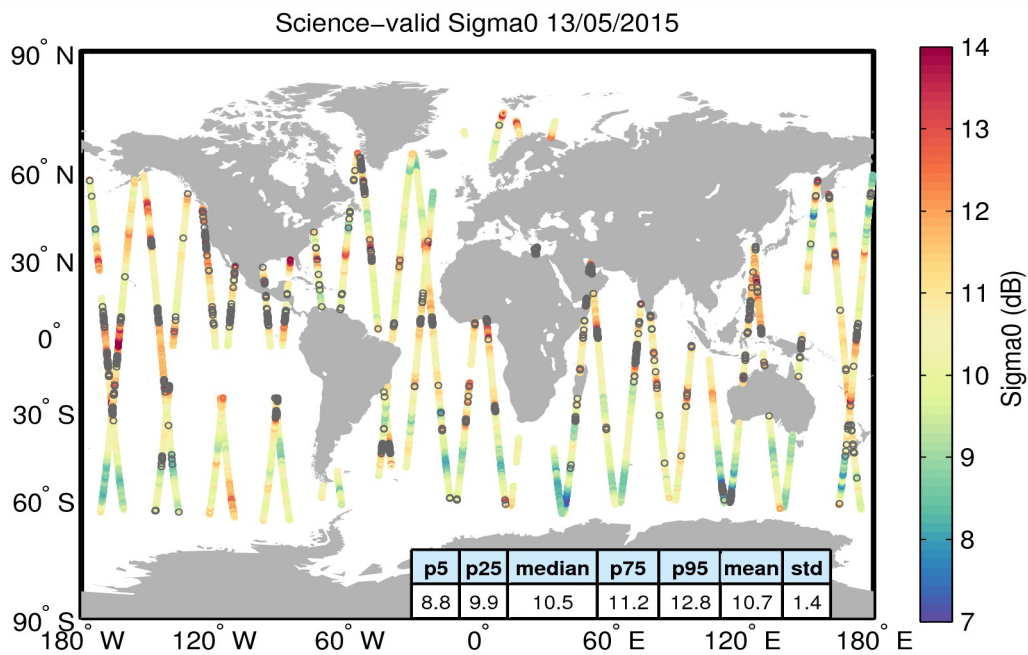 Science−valid Sigma0 13/05/2015
90° N
60° N
30° N
0°
30° S
60° S
90° S
180° W
120° W
60° W
0°
60° E
120° E
180° E
p5 p25 median p75 p95 mean std
8.8 9.9 10.5 11.2 12.8 10.7 1.4
14
13
12
11
10
9
8
7
Sigma0 (dB)